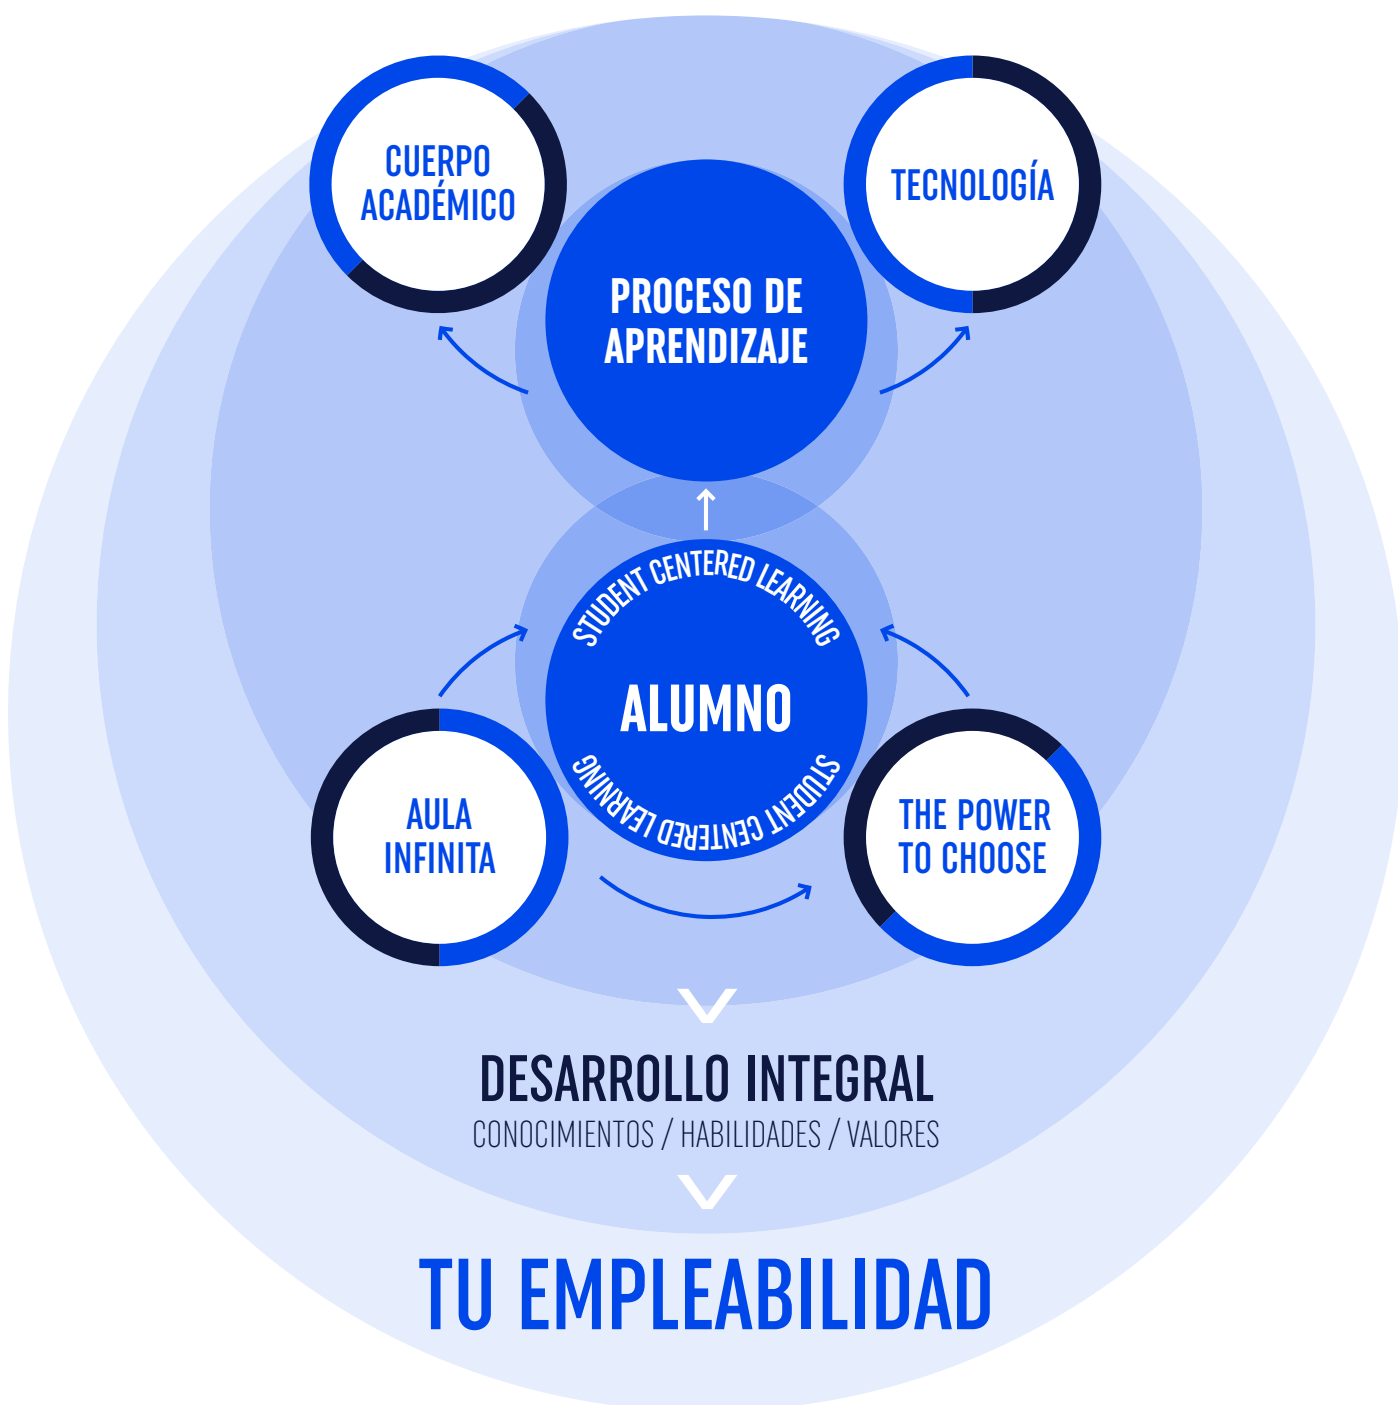 CUERPO
ACADÉMICO
TECNOLOGÍA
PROCESO DE
APRENDIZAJE
STUDENT CENTERED LEARNING
ALUMNO
STUDENT CENTERED LEARNING
AULA
INFINITA
THE POWER
TO CHOOSE
DESARROLLO INTEGRAL
CONOCIMIENTOS / HABILIDADES / VALORES
TU EMPLEABILIDAD